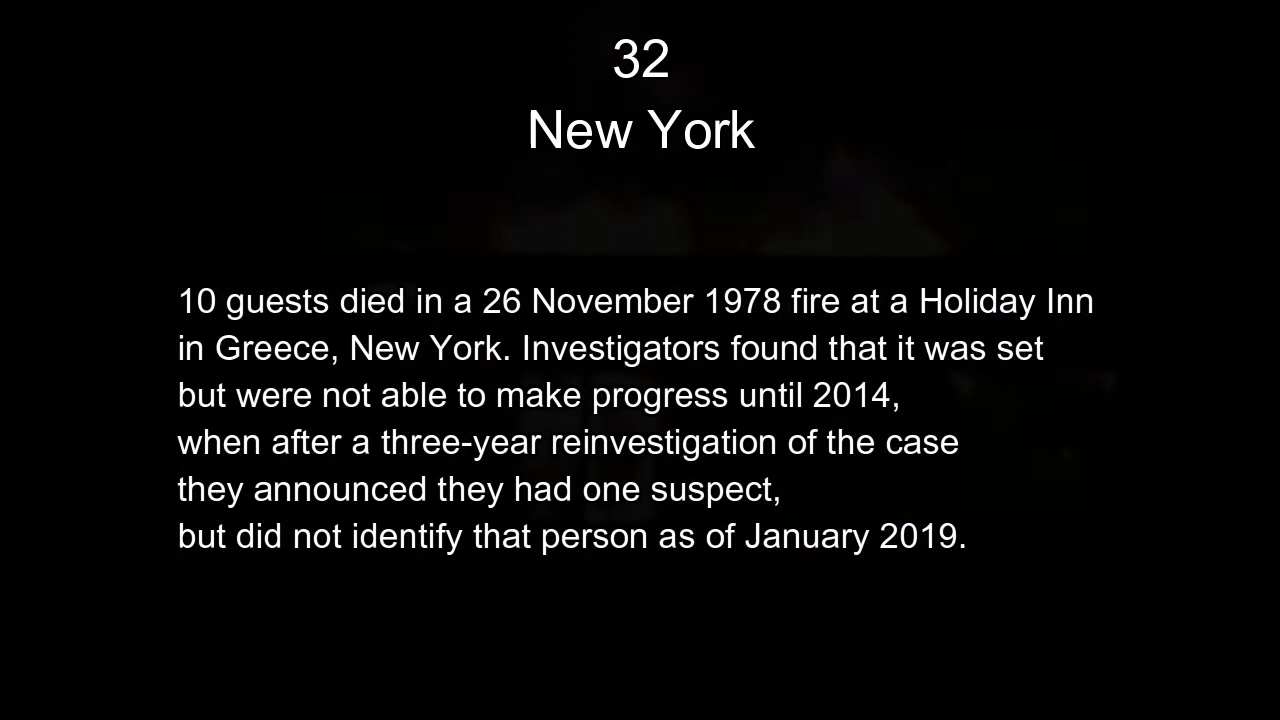 32
New York
10 guests died in a 26 November 1978 fire at a Holiday Inn
in Greece, New York. Investigators found that it was set
but were not able to make progress until 2014,
when after a three-year reinvestigation of the case
they announced they had one suspect,
but did not identify that person as of January 2019.